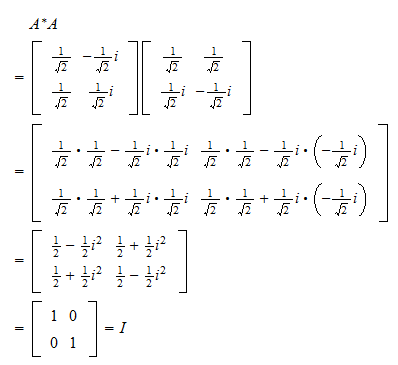 A*A
= [ 1/√2 -1/√2 i ; 1/√2 1/√2 i ] [ 1/√2 1/√2 ; 1/√2 i -1/√2 i ]
= [ 1/√2 · 1/√2 - 1/√2 i · 1/√2 i 1/√2 · 1/√2 - 1/√2 i · (-1/√2 i) ; 1/√2 · 1/√2 + 1/√2 i · 1/√2 i 1/√2 · 1/√2 + 1/√2 i · (-1/√2 i) ]
= [ 1/2 - 1/2 i² 1/2 + 1/2 i² ; 1/2 + 1/2 i² 1/2 - 1/2 i² ]
= [ 1 0 ; 0 1 ] = I